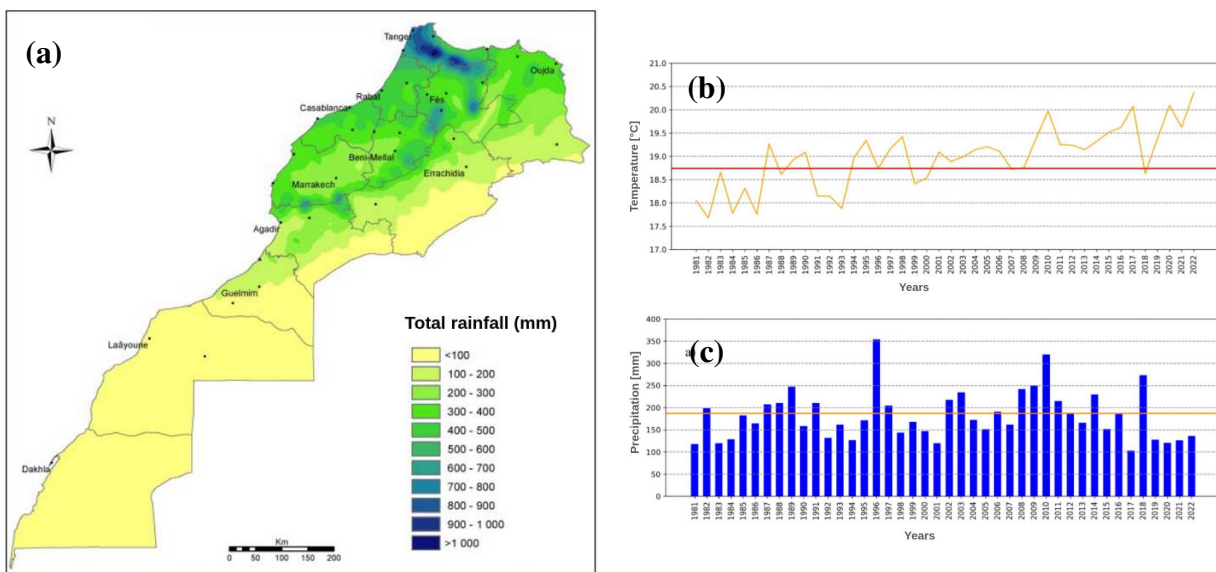 (a)
N
Tanger
Oujda
Rabat
Fès
Casablanca
Beni-Mellal
Errachidia
Marrakech
Agadir
Guelmim
Laâyoune
Dakhla
Total rainfall (mm)
<100
100 - 200
200 - 300
300 - 400
400 - 500
500 - 600
600 - 700
700 - 800
800 - 900
900 - 1 000
>1 000
Km
0 25 50 100 150 200
(b)
Temperature [°C]
21.0
20.5
20.0
19.5
19.0
18.5
18.0
17.5
17.0
1981 1982 1983 1984 1985 1986 1987 1988 1989 1990 1991 1992 1993 1994 1995 1996 1997 1998 1999 2000 2001 2002 2003 2004 2005 2006 2007 2008 2009 2010 2011 2012 2013 2014 2015 2016 2017 2018 2019 2020 2021 2022
Years
a)
(c)
Precipitation [mm]
400
350
300
250
200
150
100
50
0
1981 1982 1983 1984 1985 1986 1987 1988 1989 1990 1991 1992 1993 1994 1995 1996 1997 1998 1999 2000 2001 2002 2003 2004 2005 2006 2007 2008 2009 2010 2011 2012 2013 2014 2015 2016 2017 2018 2019 2020 2021 2022
Years